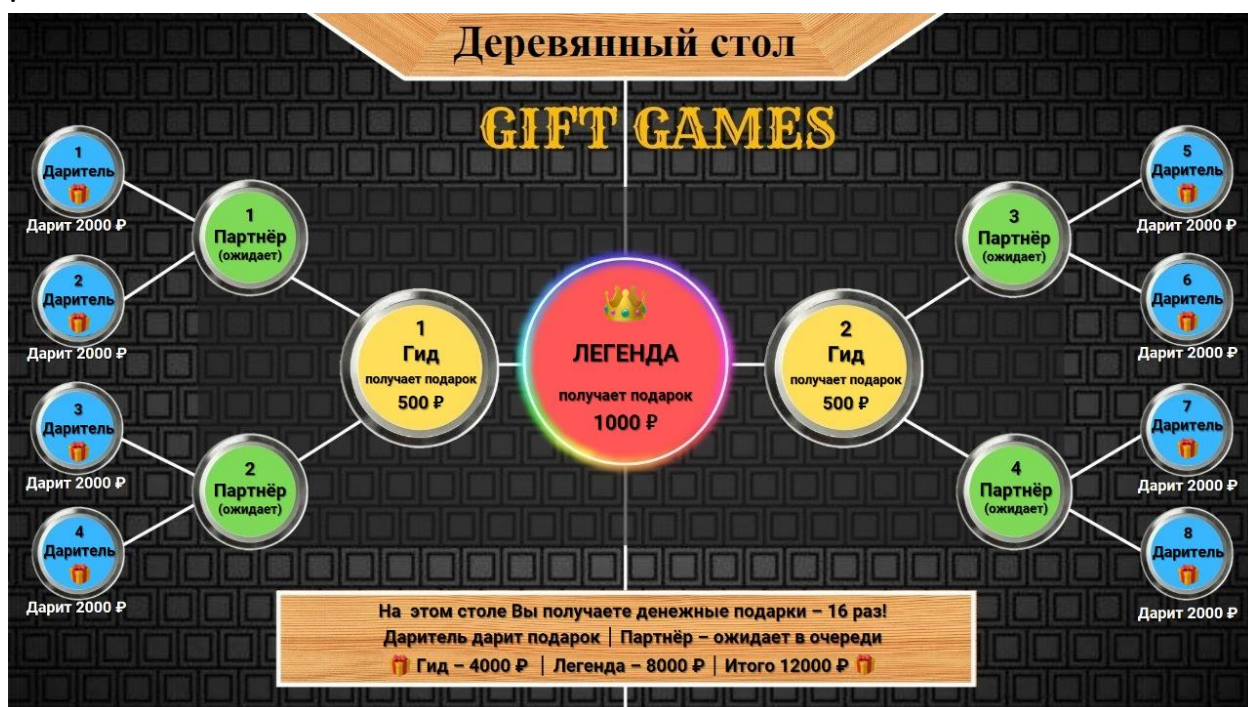 Деревянный стол
GIFT GAMES
1
Даритель
Дарит 2000 ₽
2
Даритель
Дарит 2000 ₽
3
Даритель
Дарит 2000 ₽
4
Даритель
Дарит 2000 ₽
1
Партнёр
(ожидает)
2
Партнёр
(ожидает)
1
Гид
получает подарок
500 ₽
ЛЕГЕНДА
получает подарок
1000 ₽
2
Гид
получает подарок
500 ₽
3
Партнёр
(ожидает)
4
Партнёр
(ожидает)
5
Даритель
Дарит 2000 ₽
6
Даритель
Дарит 2000 ₽
7
Даритель
Дарит 2000 ₽
8
Даритель
Дарит 2000 ₽
На этом столе Вы получаете денежные подарки – 16 раз!
Даритель дарит подарок | Партнёр – ожидает в очереди
🎁 Гид – 4000 ₽ | Легенда – 8000 ₽ | Итого 12000 ₽ 🎁